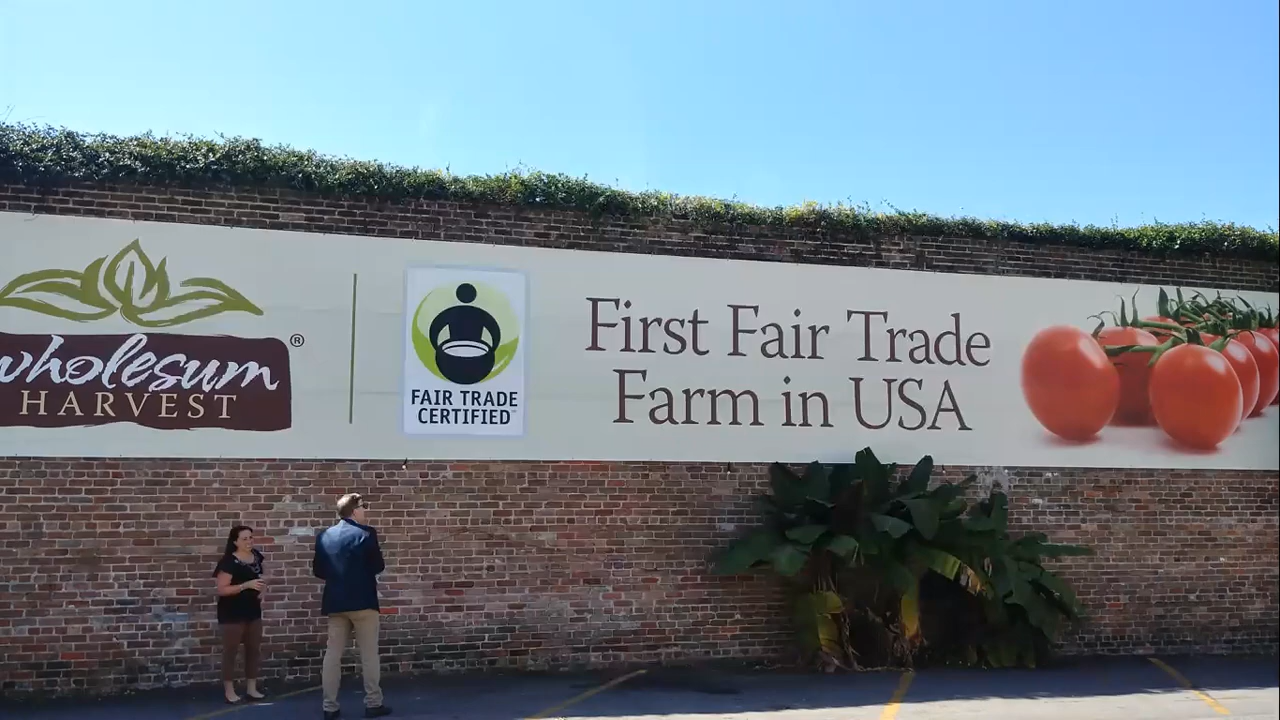 wholesum
HARVEST
®
FAIR TRADE
CERTIFIED
First Fair Trade
Farm in USA